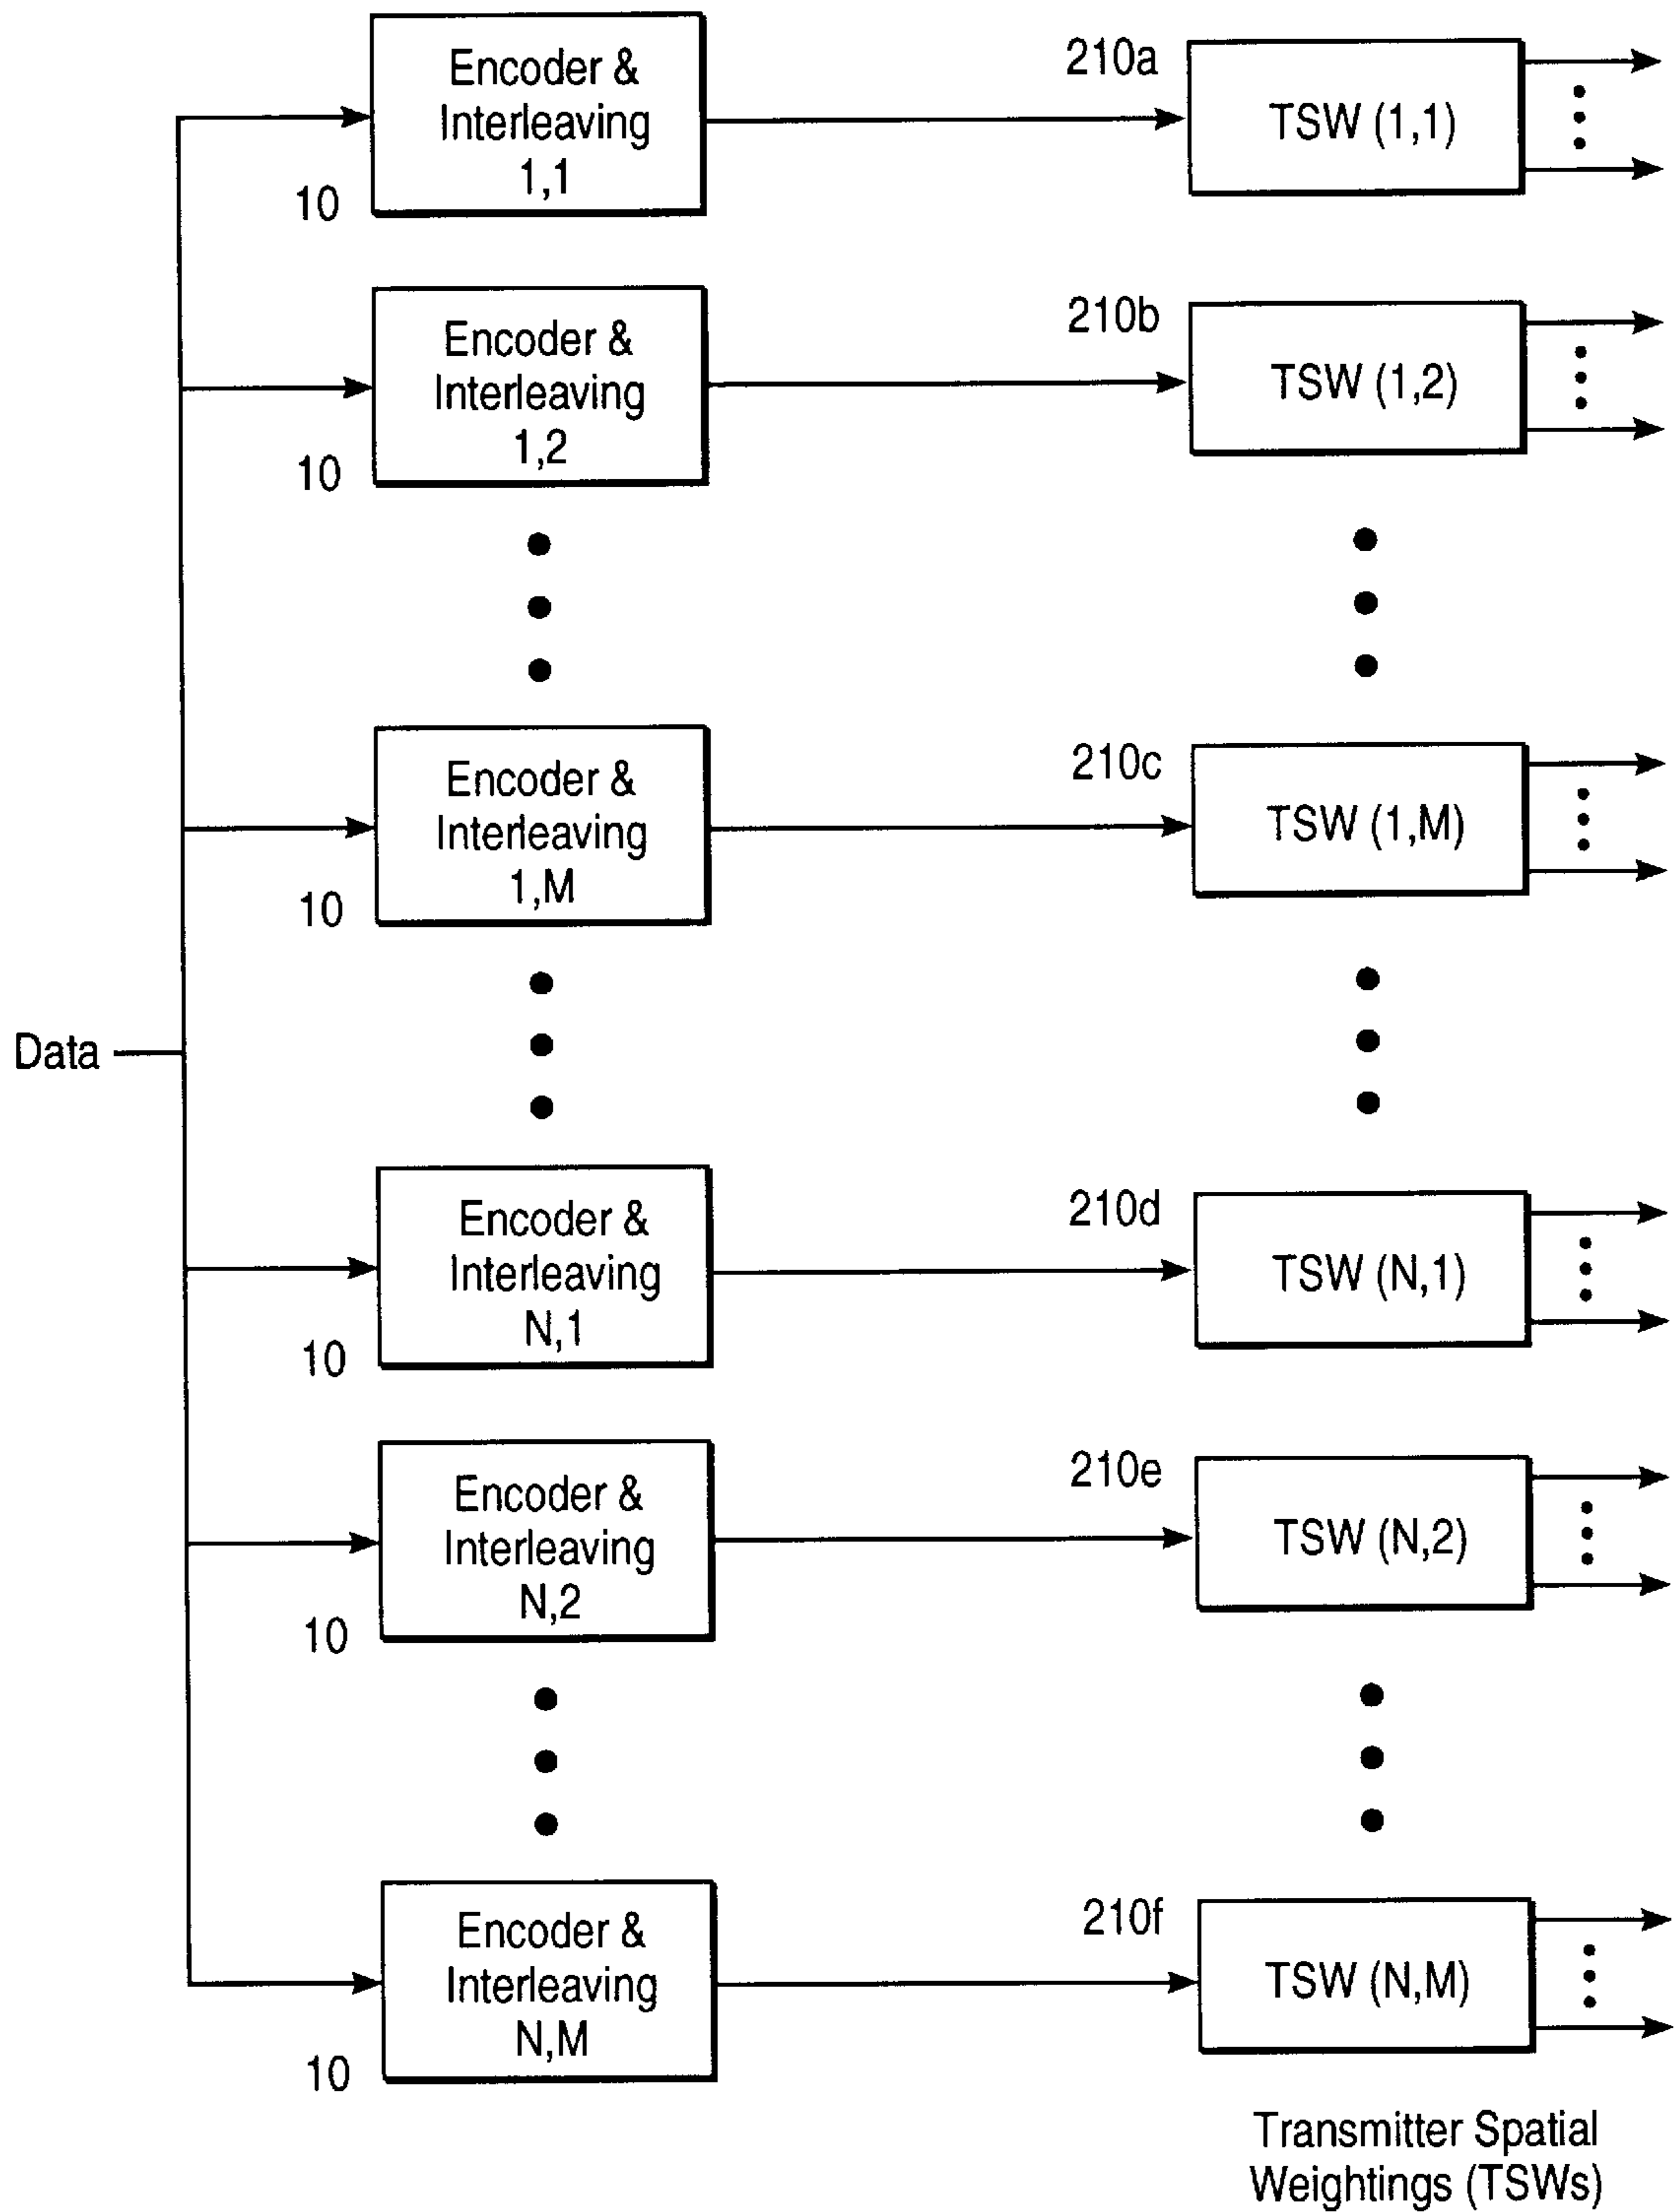 Encoder &
Interleaving
1,1
10
210a
TSW (1,1)
Encoder &
Interleaving
1,2
10
210b
TSW (1,2)
Encoder &
Interleaving
1,M
10
210c
TSW (1,M)
Data
Encoder &
Interleaving
N,1
10
210d
TSW (N,1)
Encoder &
Interleaving
N,2
10
210e
TSW (N,2)
Encoder &
Interleaving
N,M
10
210f
TSW (N,M)
Transmitter Spatial
Weightings (TSWs)